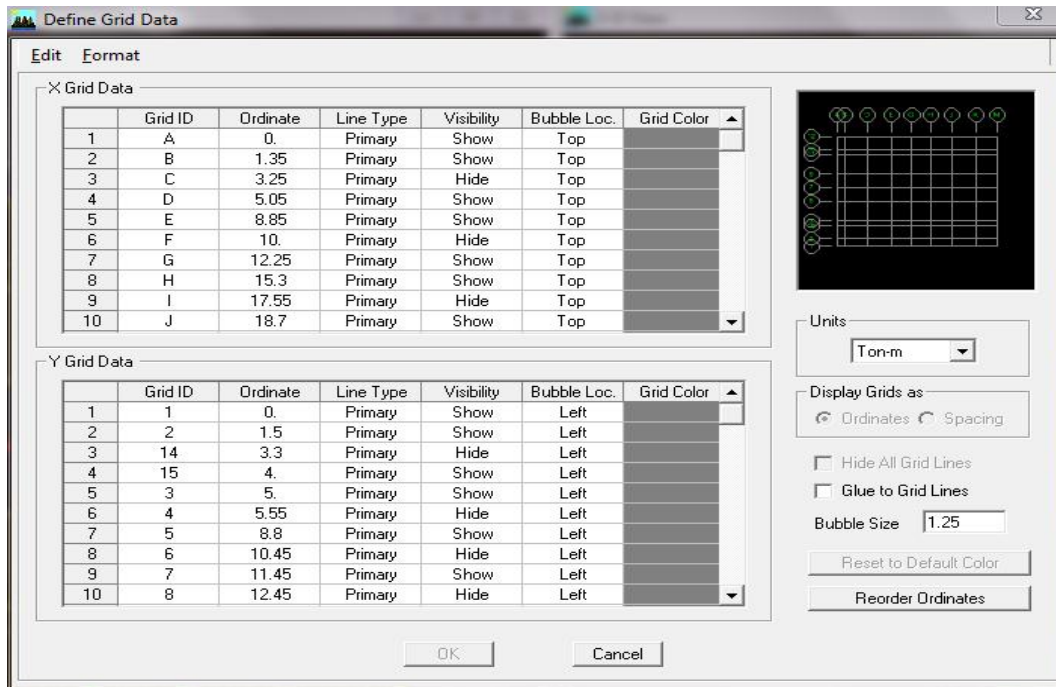 Define Grid Data
Edit Format
X Grid Data
Grid ID Ordinate Line Type Visibility Bubble Loc. Grid Color
1 A 0. Primary Show Top
2 B 1.35 Primary Show Top
3 C 3.25 Primary Hide Top
4 D 5.05 Primary Show Top
5 E 8.85 Primary Show Top
6 F 10. Primary Hide Top
7 G 12.25 Primary Show Top
8 H 15.3 Primary Show Top
9 I 17.55 Primary Hide Top
10 J 18.7 Primary Show Top
Y Grid Data
Grid ID Ordinate Line Type Visibility Bubble Loc. Grid Color
1 1 0. Primary Show Left
2 2 1.5 Primary Show Left
3 14 3.3 Primary Hide Left
4 15 4. Primary Show Left
5 3 5. Primary Show Left
6 4 5.55 Primary Hide Left
7 5 8.8 Primary Show Left
8 6 10.45 Primary Hide Left
9 7 11.45 Primary Show Left
10 8 12.45 Primary Hide Left
Units
Ton-m
Display Grids as
Ordinates Spacing
Hide All Grid Lines
Glue to Grid Lines
Bubble Size 1.25
Reset to Default Color
Reorder Ordinates
OK Cancel